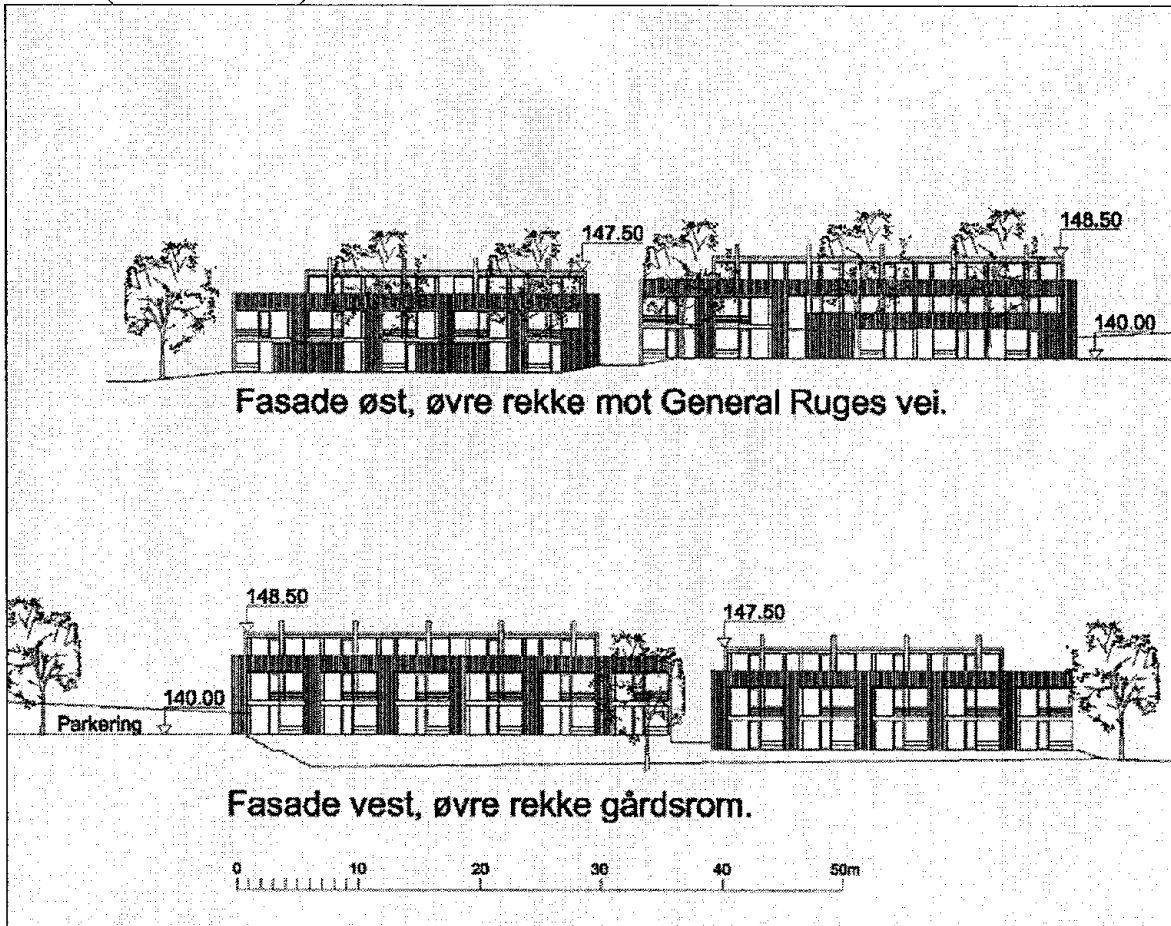 147.50
148.50
140.00
Fasade øst, øvre rekke mot General Ruges vei.
148.50
147.50
140.00
Parkering
Fasade vest, øvre rekke gårdsrom.
0 10 20 30 40 50m